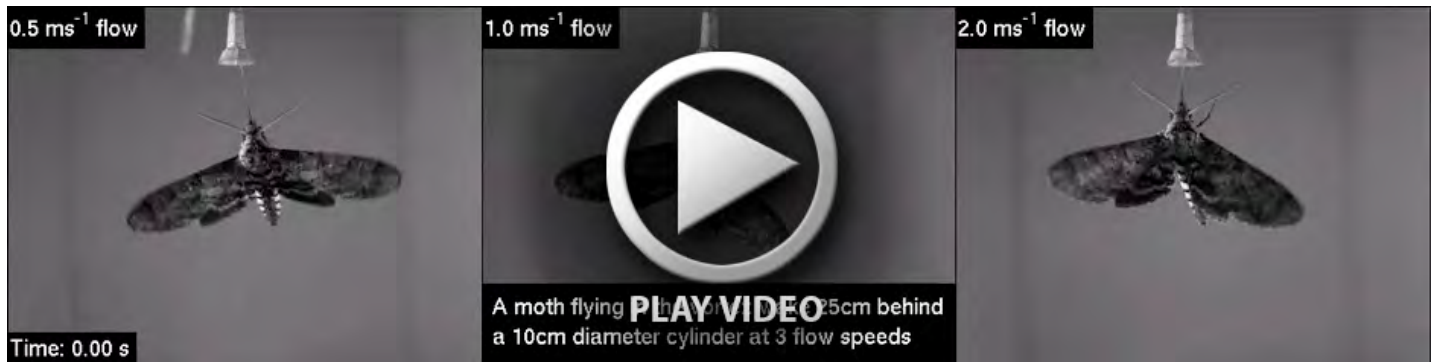 0.5 ms⁻¹ flow
1.0 ms⁻¹ flow
2.0 ms⁻¹ flow
A moth flying 25cm behind
PLAY VIDEO
a 10cm diameter cylinder at 3 flow speeds
Time: 0.00 s